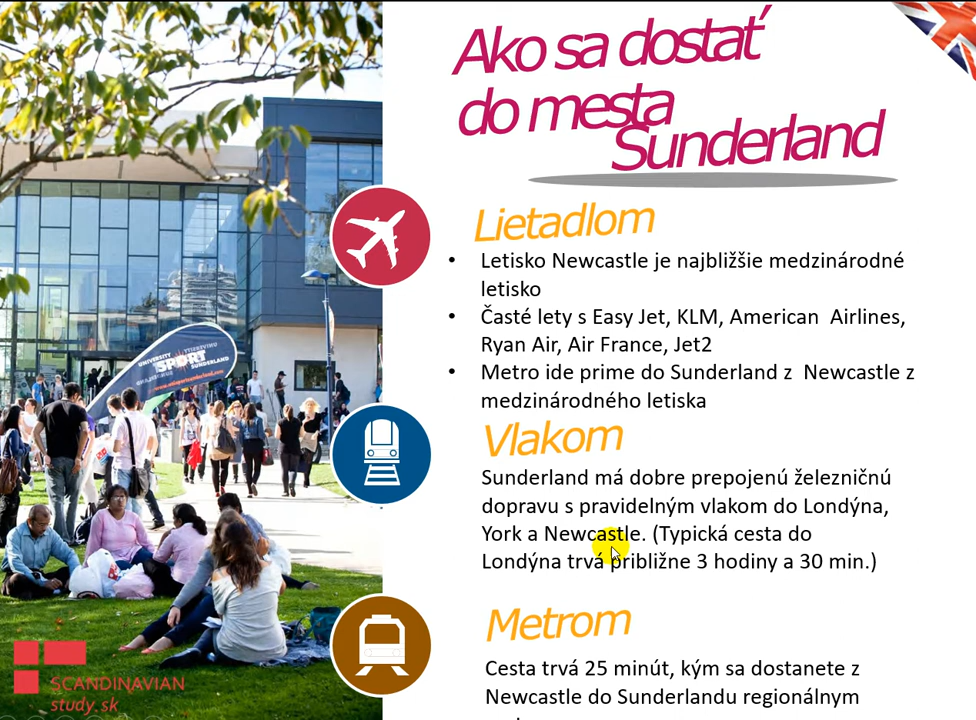 Ako sa dostať
do mesta
Sunderland
Lietadlom
• Letisko Newcastle je najbližšie medzinárodné
letisko
• Časté lety s Easy Jet, KLM, American Airlines,
Ryan Air, Air France, Jet2
• Metro ide prime do Sunderland z Newcastle z
medzinárodného letiska
Vlakom
Sunderland má dobre prepojenú železničnú
dopravu s pravidelným vlakom do Londýna,
York a Newcastle. (Typická cesta do
Londýna trvá približne 3 hodiny a 30 min.)
Metrom
Cesta trvá 25 minút, kým sa dostanete z
Newcastle do Sunderlandu regionálnym
UNIVERSITY
SPORT
SUNDERLAND
SCANDINAVIAN
study.sk